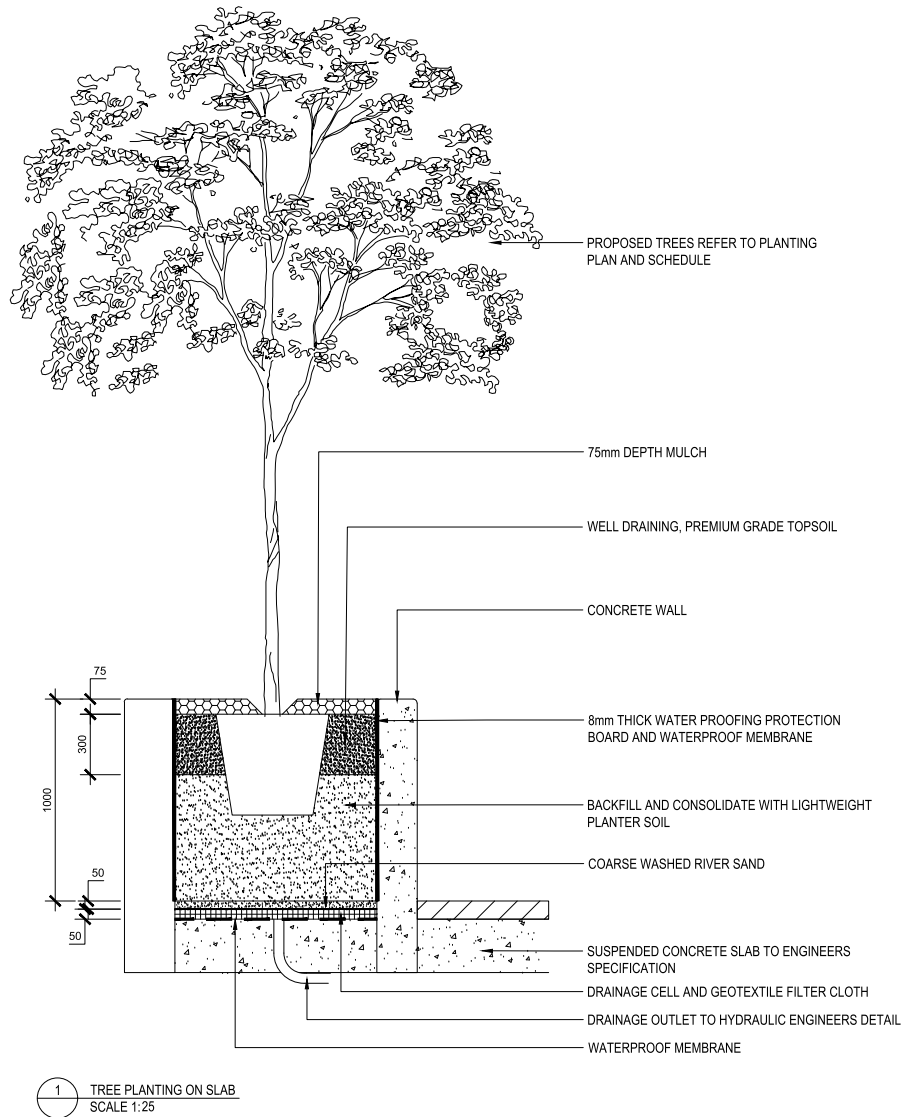 PROPOSED TREES REFER TO PLANTING
PLAN AND SCHEDULE
75mm DEPTH MULCH
WELL DRAINING, PREMIUM GRADE TOPSOIL
CONCRETE WALL
75
8mm THICK WATER PROOFING PROTECTION
BOARD AND WATERPROOF MEMBRANE
300
1000
BACKFILL AND CONSOLIDATE WITH LIGHTWEIGHT
PLANTER SOIL
COARSE WASHED RIVER SAND
50
50
SUSPENDED CONCRETE SLAB TO ENGINEERS
SPECIFICATION
DRAINAGE CELL AND GEOTEXTILE FILTER CLOTH
DRAINAGE OUTLET TO HYDRAULIC ENGINEERS DETAIL
WATERPROOF MEMBRANE
1
TREE PLANTING ON SLAB
SCALE 1:25